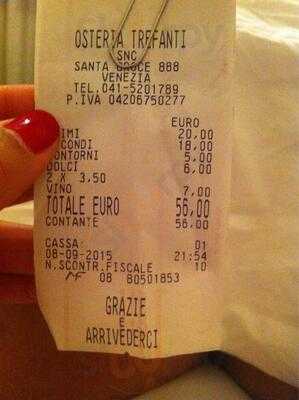 OSTERIA TREFANTI
SNC
SANTA CROCE 888
VENEZIA
TEL.041-5201789
P.IVA 04206750277
EURO
IMI 20,00
CONDI 18,00
ONTORNI 5,00
DOLCI 6,00
2 X 3,50
VINO 7,00
TOTALE EURO 56,00
CONTANTE 56,00
CASSA 01
08-09-2015 21:54
N.SCONTR.FISCALE 10
MF 08 80501853
GRAZIE
E
ARRIVEDERCI